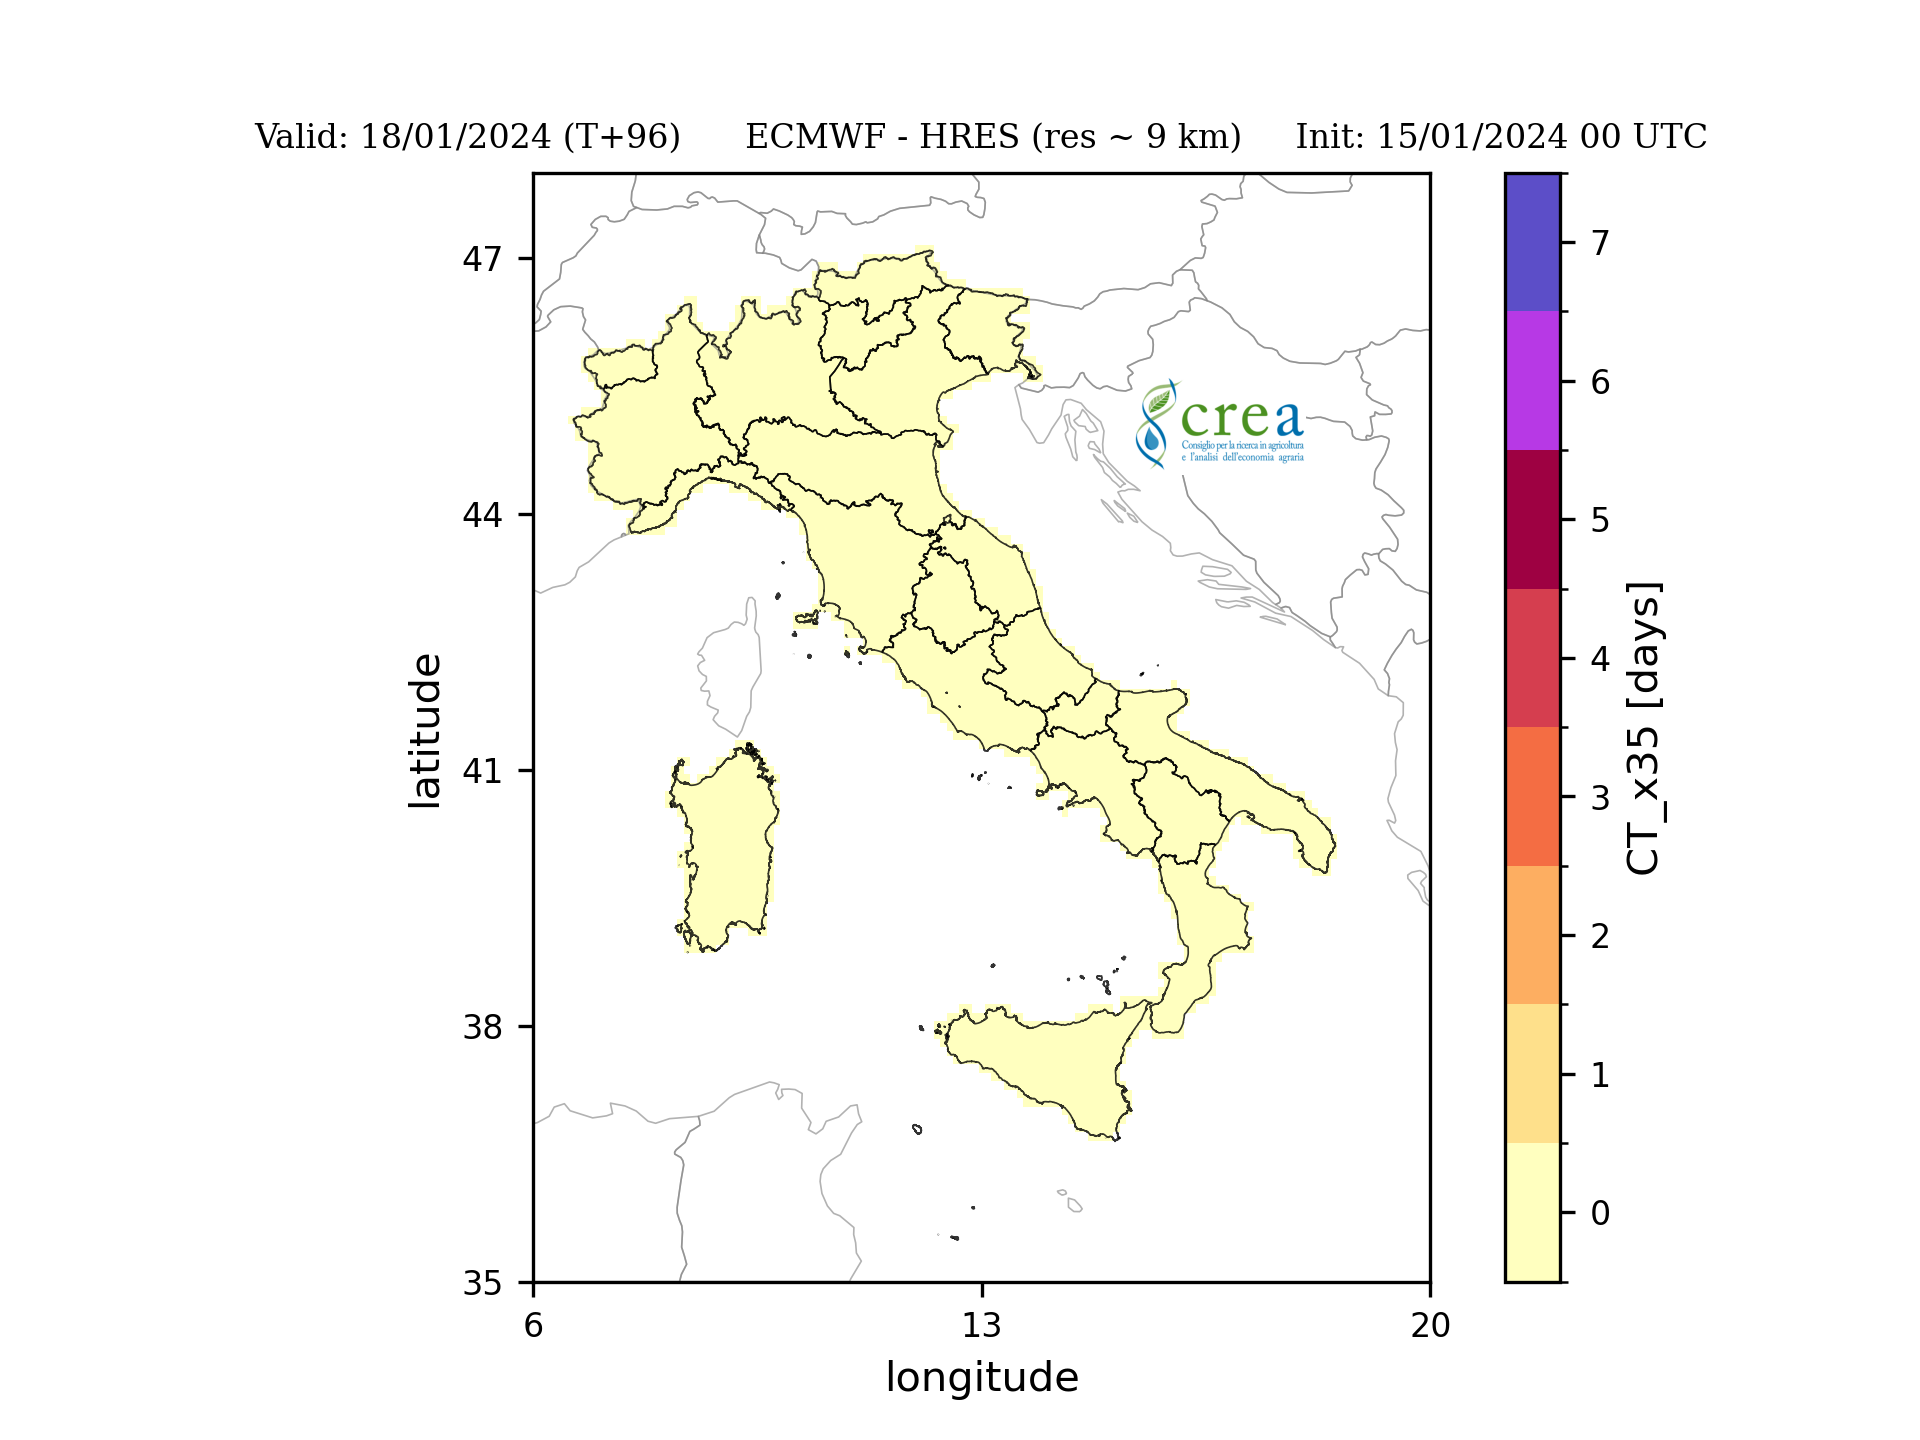 Valid: 18/01/2024 (T+96) ECMWF - HRES (res ~ 9 km) Init: 15/01/2024 00 UTC
47
44
41
38
35
latitude
6
13
20
longitude
crea
Consiglio per la ricerca in agricoltura
e l'analisi dell'economia agraria
7
6
5
4
3
2
1
0
CT_x35 [days]